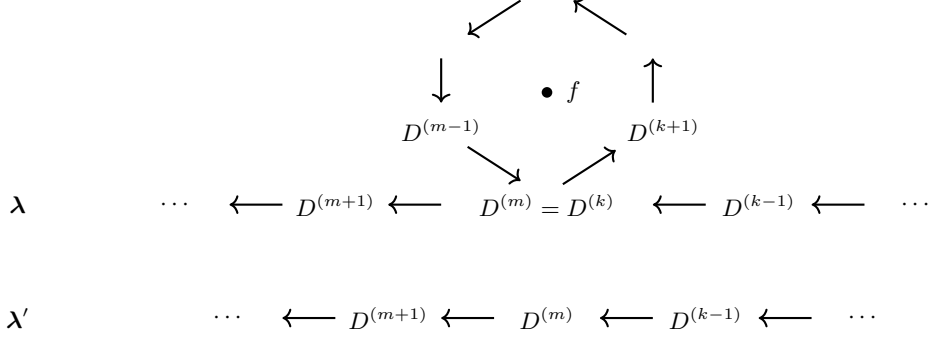 f
D^{(m−1)} D^{(k+1)}
λ ⋯ D^{(m+1)} D^{(m)} = D^{(k)} D^{(k−1)} ⋯
λ′ ⋯ D^{(m+1)} D^{(m)} D^{(k−1)} ⋯